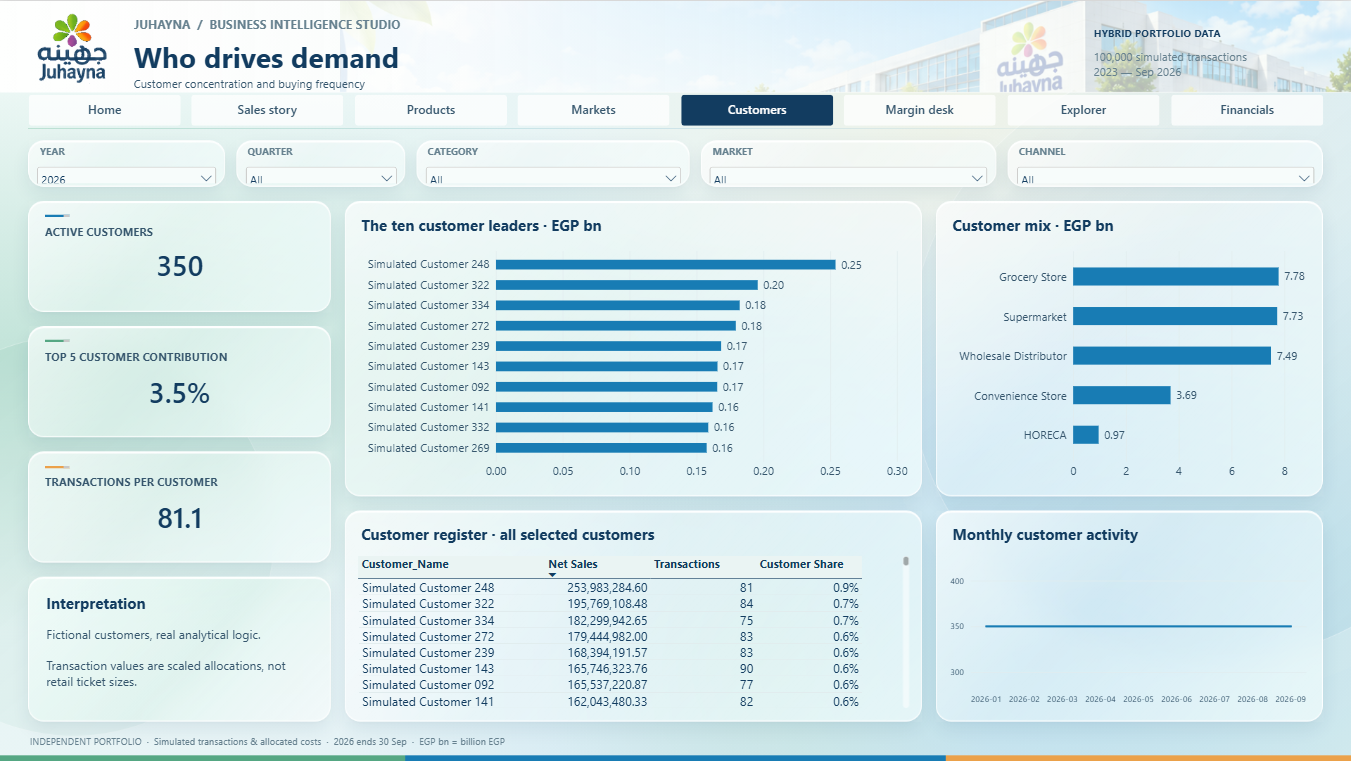 جهينه
Juhayna
JUHAYNA / BUSINESS INTELLIGENCE STUDIO
Who drives demand
Customer concentration and buying frequency
جهينه
Juhayna
HYBRID PORTFOLIO DATA
100,000 simulated transactions
2023 — Sep 2026
Home
Sales story
Products
Markets
Customers
Margin desk
Explorer
Financials
YEAR
2026
QUARTER
All
CATEGORY
All
MARKET
All
CHANNEL
All
ACTIVE CUSTOMERS
350
TOP 5 CUSTOMER CONTRIBUTION
3.5%
TRANSACTIONS PER CUSTOMER
81.1
Interpretation
Fictional customers, real analytical logic.
Transaction values are scaled allocations, not
retail ticket sizes.
The ten customer leaders · EGP bn
Simulated Customer 248 0.25
Simulated Customer 322 0.20
Simulated Customer 334 0.18
Simulated Customer 272 0.18
Simulated Customer 239 0.17
Simulated Customer 143 0.17
Simulated Customer 092 0.17
Simulated Customer 141 0.16
Simulated Customer 332 0.16
Simulated Customer 269 0.16
0.00 0.05 0.10 0.15 0.20 0.25 0.30
Customer mix · EGP bn
Grocery Store 7.78
Supermarket 7.73
Wholesale Distributor 7.49
Convenience Store 3.69
HORECA 0.97
0 2 4 6 8
Customer register · all selected customers
Customer_Name Net Sales Transactions Customer Share
Simulated Customer 248 253,983,284.60 81 0.9%
Simulated Customer 322 195,769,108.48 84 0.7%
Simulated Customer 334 182,299,942.65 75 0.7%
Simulated Customer 272 179,444,982.00 83 0.6%
Simulated Customer 239 168,394,191.57 83 0.6%
Simulated Customer 143 165,746,323.76 90 0.6%
Simulated Customer 092 165,537,220.87 77 0.6%
Simulated Customer 141 162,043,480.33 82 0.6%
Monthly customer activity
400
350
300
2026-01 2026-02 2026-03 2026-04 2026-05 2026-06 2026-07 2026-08 2026-09
INDEPENDENT PORTFOLIO · Simulated transactions & allocated costs · 2026 ends 30 Sep · EGP bn = billion EGP